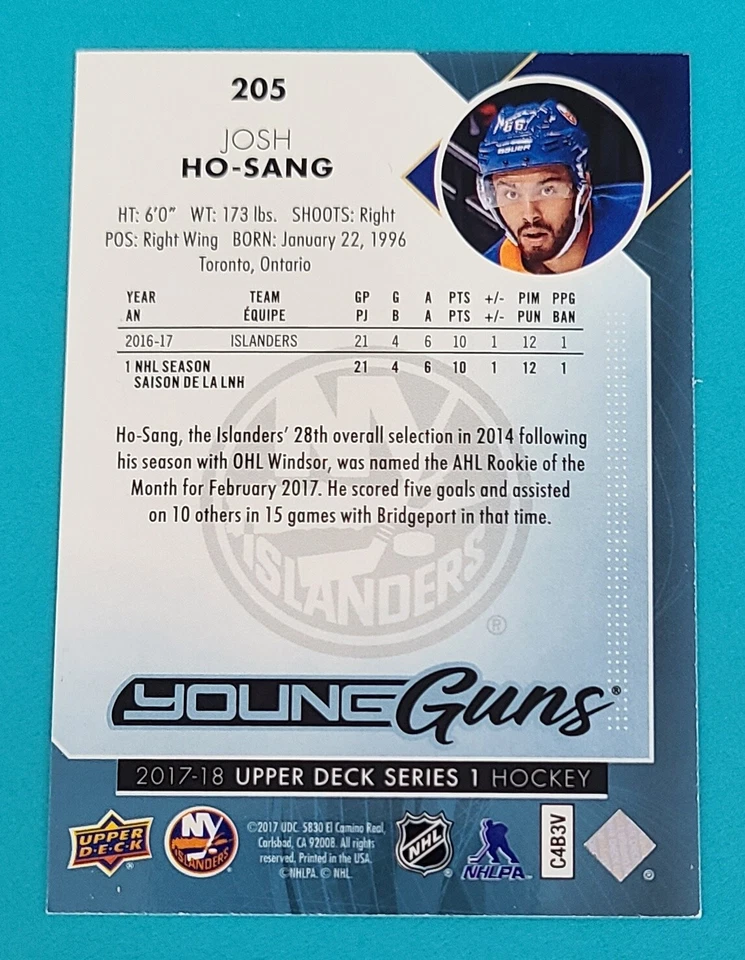 205
JOSH
HO-SANG
66
BAUER
HT: 6'0" WT: 173 lbs. SHOOTS: Right
POS: Right Wing BORN: January 22, 1996
Toronto, Ontario
YEAR TEAM GP G A PTS +/- PIM PPG
AN ÉQUIPE PJ B A PTS +/- PUN BAN
2016-17 ISLANDERS 21 4 6 10 1 12 1
1 NHL SEASON 21 4 6 10 1 12 1
SAISON DE LA LNH
Ho-Sang, the Islanders' 28th overall selection in 2014 following
his season with OHL Windsor, was named the AHL Rookie of the
Month for February 2017. He scored five goals and assisted
on 10 others in 15 games with Bridgeport in that time.
NY
ISLANDERS
®
YOUNG Guns®
2017-18 UPPER DECK SERIES 1 HOCKEY
UPPER
D·E·C·K
®
NY
ISLANDERS
©2017 UDC. 5830 El Camino Real,
Carlsbad, CA 92008. All rights
reserved. Printed in the USA.
©NHLPA. © NHL.
NHL
NHLPA
C4B3V
®